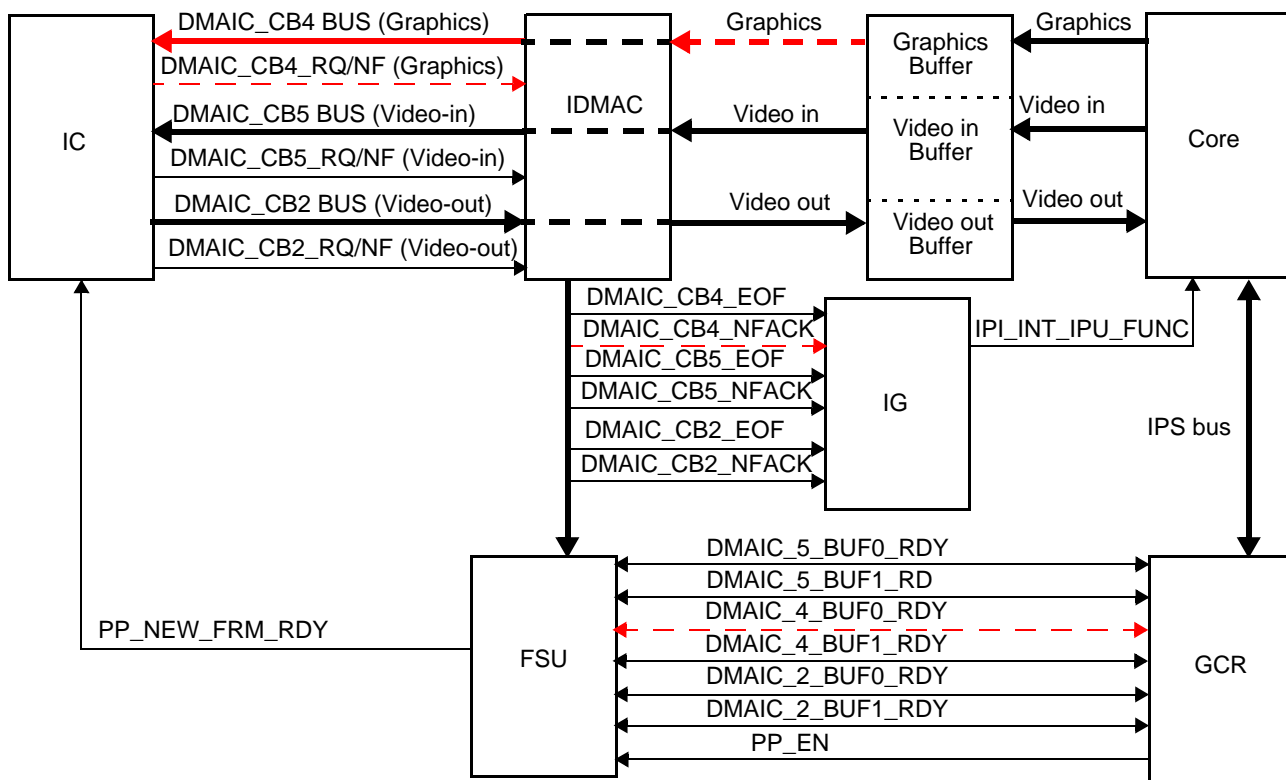 DMAIC_CB4 BUS (Graphics)
Graphics
Graphics
Graphics
Buffer
DMAIC_CB4_RQ/NF (Graphics)
IC
DMAIC_CB5 BUS (Video-in)
IDMAC
Video in
Video in
Buffer
Video in
Core
DMAIC_CB5_RQ/NF (Video-in)
DMAIC_CB2 BUS (Video-out)
Video out
Video out
Buffer
Video out
DMAIC_CB2_RQ/NF (Video-out)
DMAIC_CB4_EOF
DMAIC_CB4_NFACK
DMAIC_CB5_EOF
DMAIC_CB5_NFACK
DMAIC_CB2_EOF
DMAIC_CB2_NFACK
IG
IPI_INT_IPU_FUNC
IPS bus
PP_NEW_FRM_RDY
FSU
DMAIC_5_BUF0_RDY
DMAIC_5_BUF1_RD
DMAIC_4_BUF0_RDY
DMAIC_4_BUF1_RDY
DMAIC_2_BUF0_RDY
DMAIC_2_BUF1_RDY
PP_EN
GCR